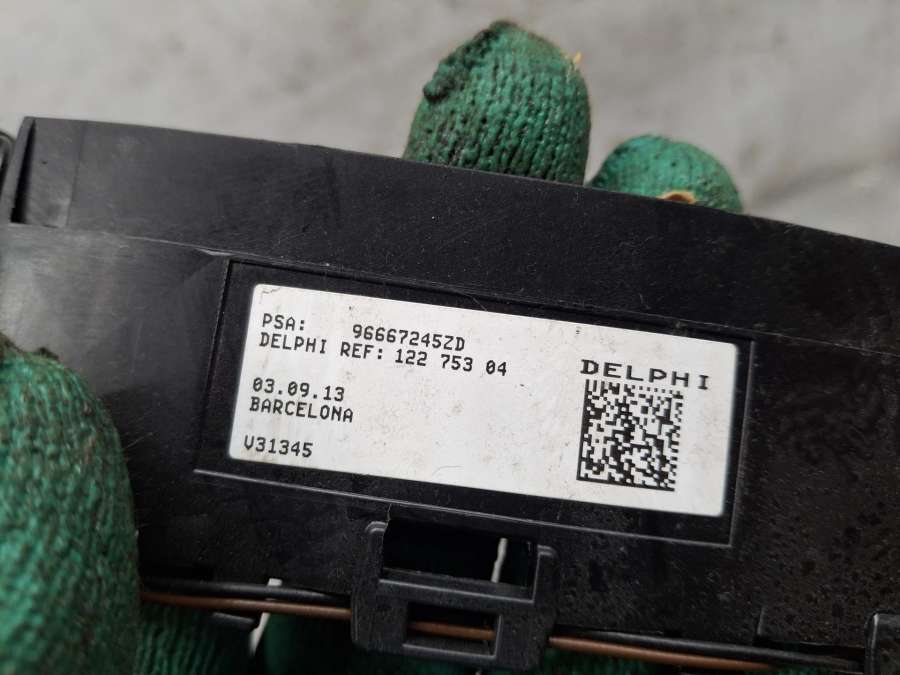 PSA: 96667245ZD
DELPHI REF: 122 753 04
03.09.13
BARCELONA
V31345
DELPHI